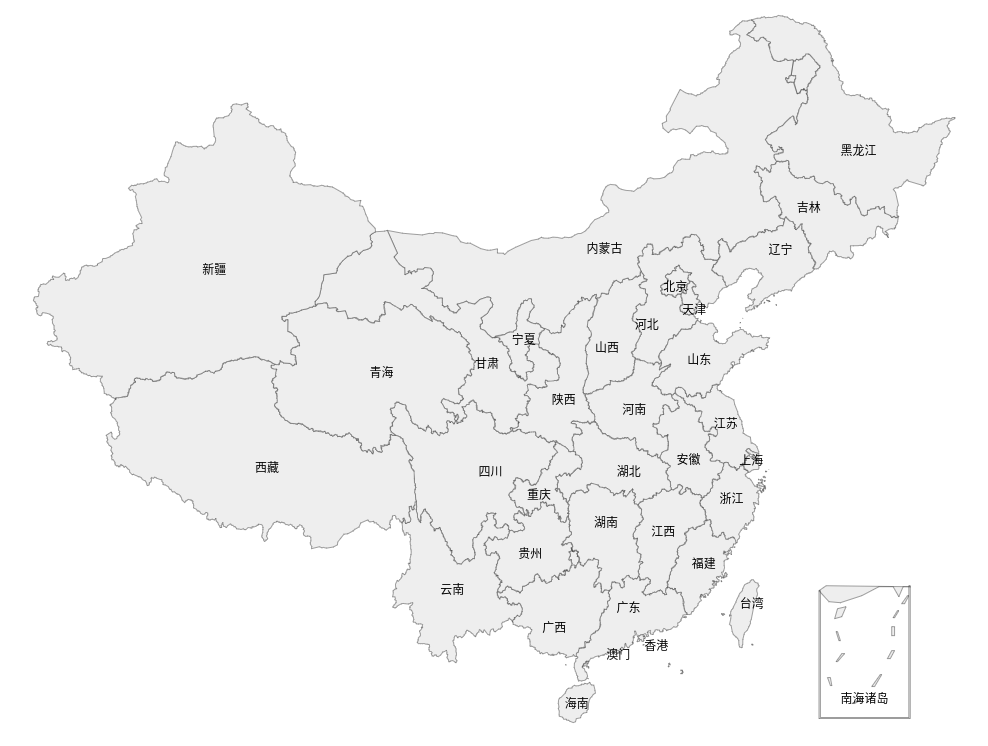 黑龙江
吉林
辽宁
内蒙古
新疆
北京
天津
河北
宁夏
山西
山东
甘肃
青海
陕西
河南
江苏
西藏
四川
湖北
安徽
上海
重庆
浙江
湖南
江西
贵州
福建
云南
台湾
广东
广西
香港
澳门
海南
南海诸岛